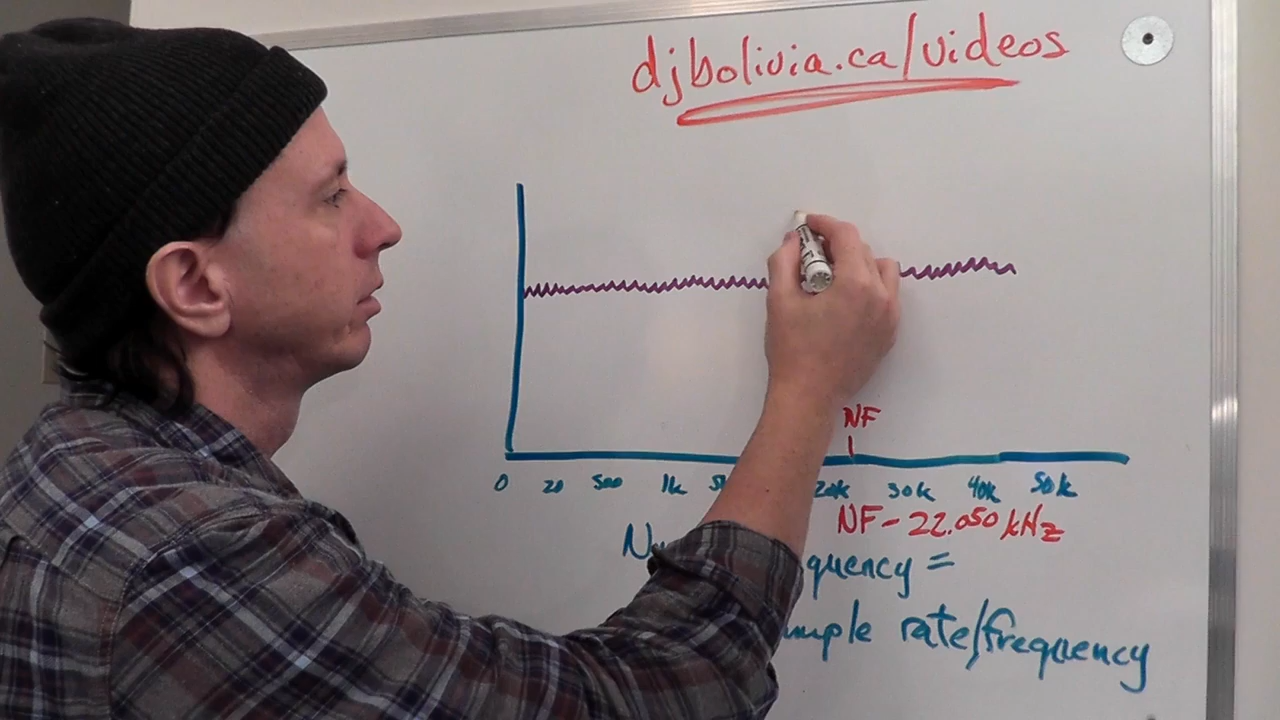 djbolivia.ca/videos
NF
0 20 500 1k 20k 30k 40k 50k
NF - 22.050 kHz
quency =
mple rate/frequency